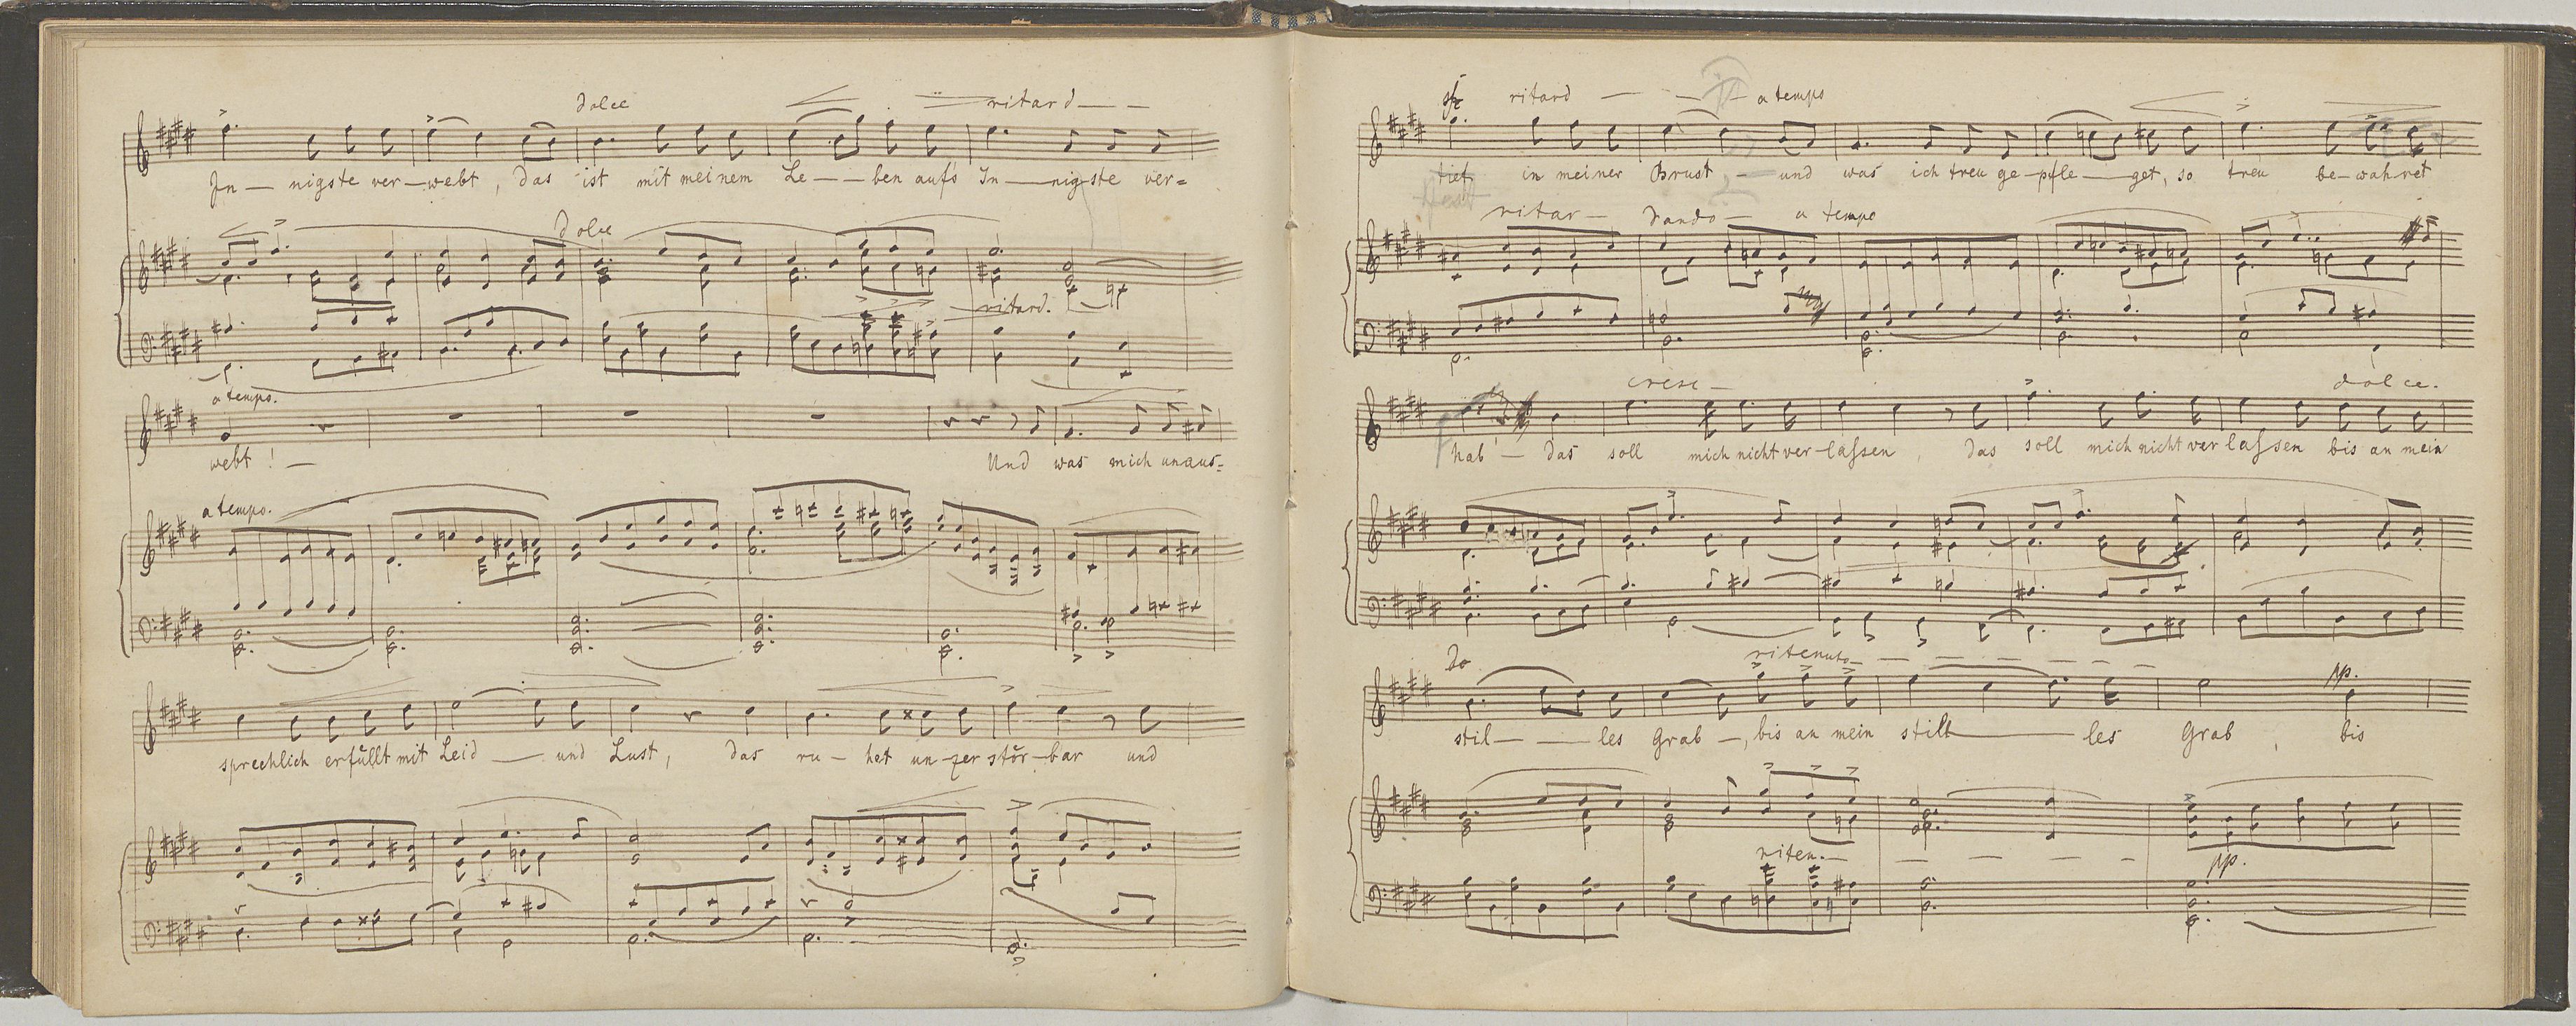 dolce ritard
In- nigste ver-webt, das ist mit meinem Le--ben aufs In-nigste ver=
dolce
ritard.
a tempo.
webt! - Und was mich unaus=
a tempo.
sprechlich erfüllt mit Leid - und Lust, das ru-het un-zer stör-bar und
sfz ritard - - a tempo
tief in meiner Brust - und was ich treu ge-pfle-get, so treu be-wahret
fest
ritar- dando- a tempo
cresc- dolce.
hab' - das soll mich nicht ver-laſsen, das soll mich nicht ver laſsen bis an mein
do ritenuto pp.
stil- - les Grab -, bis an mein still les Grab, bis
riten.- pp.